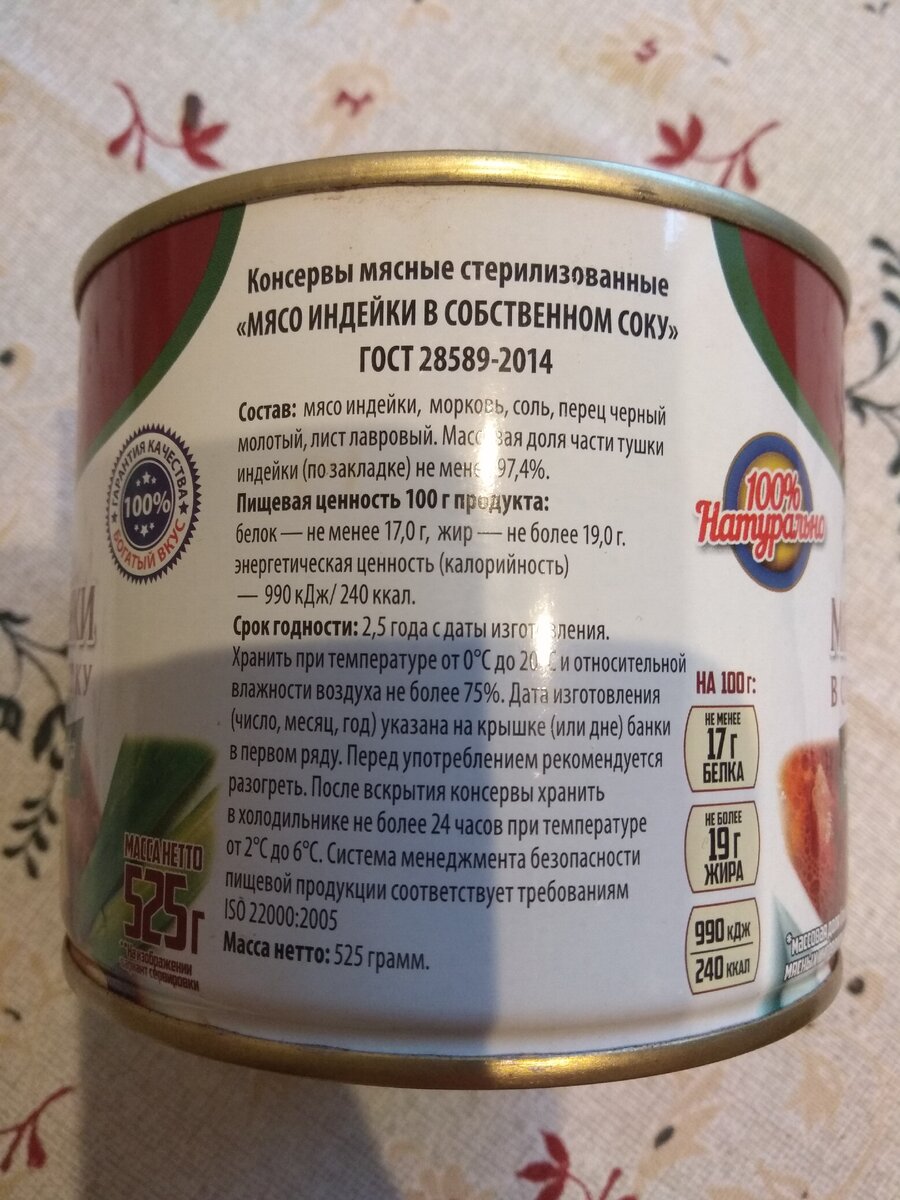 Консервы мясные стерилизованные
«МЯСО ИНДЕЙКИ В СОБСТВЕННОМ СОКУ»
ГОСТ 28589-2014
Состав: мясо индейки, морковь, соль, перец черный
молотый, лист лавровый. Массовая доля части тушки
индейки (по закладке) не менее 97,4%.
Пищевая ценность 100 г продукта:
белок — не менее 17,0 г, жир — не более 19,0 г.
энергетическая ценность (калорийность)
— 990 кДж/ 240 ккал.
Срок годности: 2,5 года с даты изготовления.
Хранить при температуре от 0°С до 20°С и относительной
влажности воздуха не более 75%. Дата изготовления
(число, месяц, год) указана на крышке (или дне) банки
в первом ряду. Перед употреблением рекомендуется
разогреть. После вскрытия консервы хранить
в холодильнике не более 24 часов при температуре
от 2°С до 6°С. Система менеджмента безопасности
пищевой продукции соответствует требованиям
ISO 22000:2005
Масса нетто: 525 грамм.
ГАРАНТИЯ КАЧЕСТВА
100%
БОГАТЫЙ ВКУС
МАССА НЕТТО
525 г
*На изображении
вариант сервировки
100%
Натурально
НА 100 г:
НЕ МЕНЕЕ
17 г
БЕЛКА
НЕ БОЛЕЕ
19 г
ЖИРА
990 кДж
240 ккал
*массовая